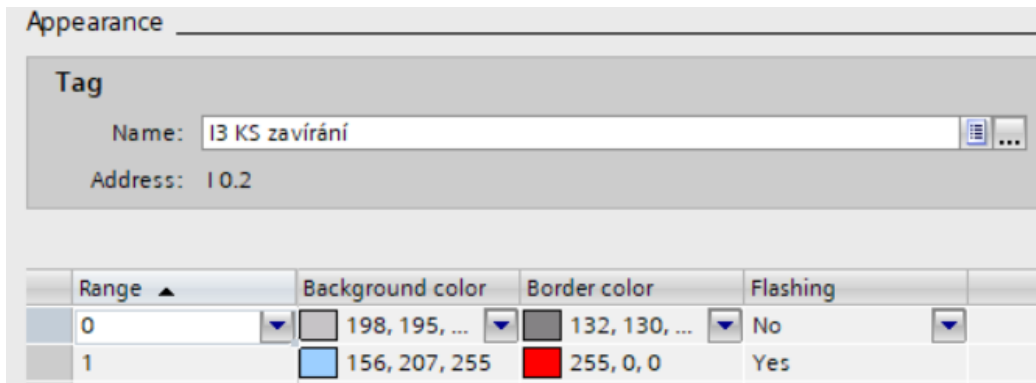 Appearance
Tag
Name: I3 KS zavírání ...
Address: I 0.2
Range Background color Border color Flashing
0 198, 195, ... 132, 130, ... No
1 156, 207, 255 255, 0, 0 Yes